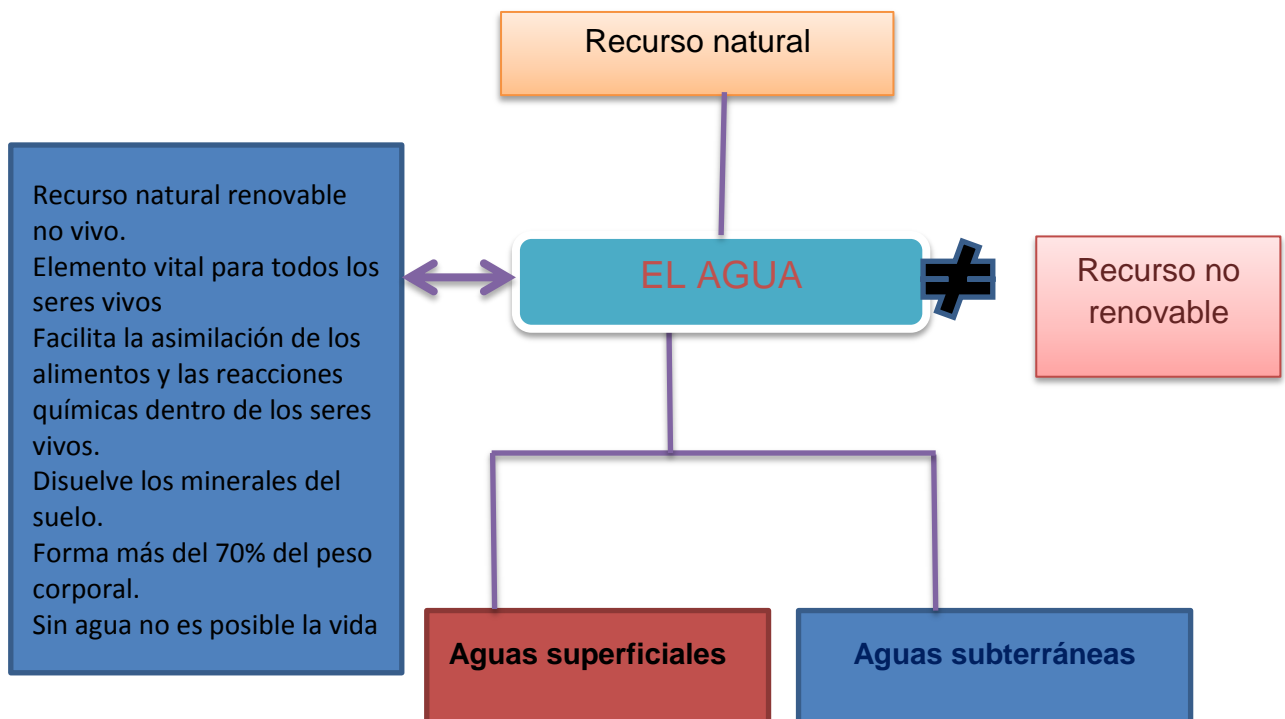 Recurso natural
Recurso natural renovable
no vivo.
Elemento vital para todos los
seres vivos
Facilita la asimilación de los
alimentos y las reacciones
químicas dentro de los seres
vivos.
Disuelve los minerales del
suelo.
Forma más del 70% del peso
corporal.
Sin agua no es posible la vida
EL AGUA
≠
Recurso no
renovable
Aguas superficiales
Aguas subterráneas